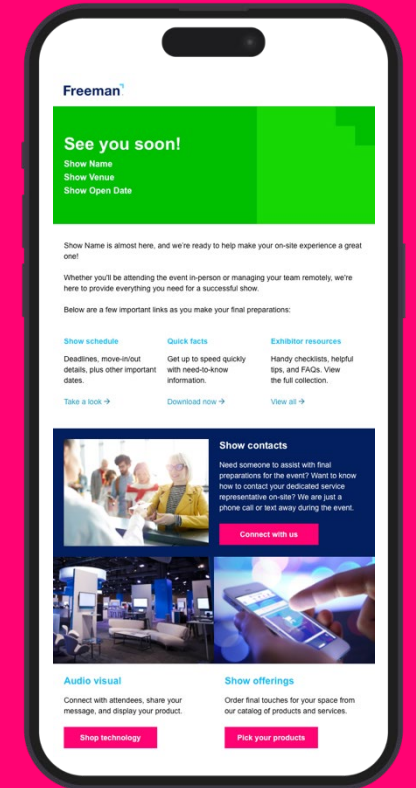 Freeman
See you soon!
Show Name
Show Venue
Show Open Date
Show Name is almost here, and we're ready to help make your on-site experience a great
one!
Whether you'll be attending the event in-person or managing your team remotely, we're
here to provide everything you need for a successful show.
Below are a few important links as you make your final preparations:
Show schedule
Deadlines, move-in/out
details, plus other important
dates.
Take a look →
Quick facts
Get up to speed quickly
with need-to-know
information.
Download now →
Exhibitor resources
Handy checklists, helpful
tips, and FAQs. View
the full collection.
View all →
Show contacts
Need someone to assist with final
preparations for the event? Want to know
how to contact your dedicated service
representative on-site? We are just a
phone call or text away during the event.
Connect with us
Audio visual
Connect with attendees, share your
message, and display your product.
Shop technology
Show offerings
Order final touches for your space from
our catalog of products and services.
Pick your products